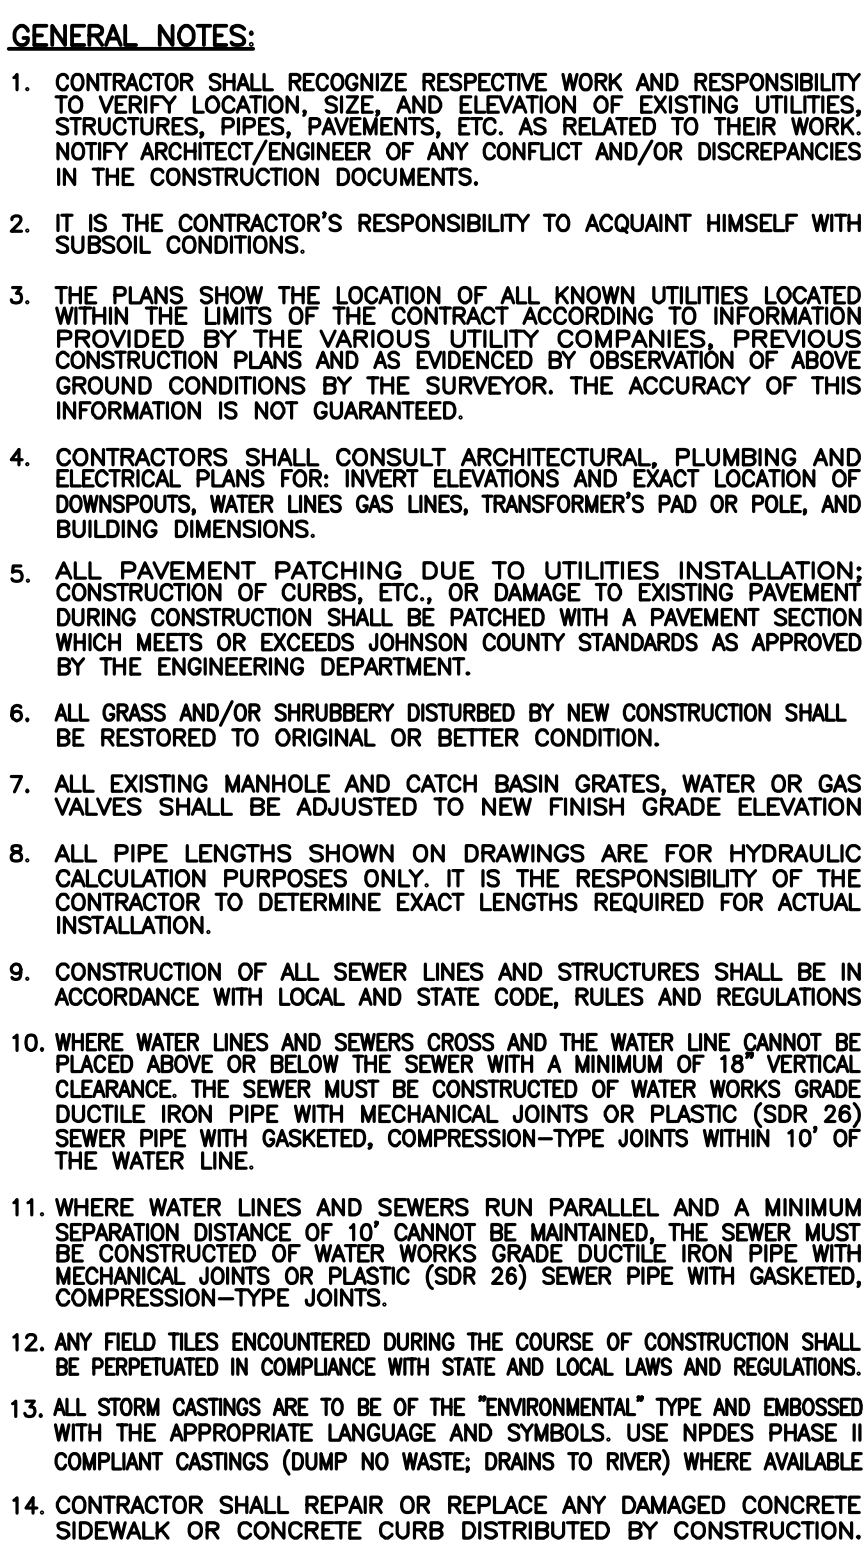 GENERAL NOTES:
1. CONTRACTOR SHALL RECOGNIZE RESPECTIVE WORK AND RESPONSIBILITY
TO VERIFY LOCATION, SIZE, AND ELEVATION OF EXISTING UTILITIES,
STRUCTURES, PIPES, PAVEMENTS, ETC. AS RELATED TO THEIR WORK.
NOTIFY ARCHITECT/ENGINEER OF ANY CONFLICT AND/OR DISCREPANCIES
IN THE CONSTRUCTION DOCUMENTS.
2. IT IS THE CONTRACTOR'S RESPONSIBILITY TO ACQUAINT HIMSELF WITH
SUBSOIL CONDITIONS.
3. THE PLANS SHOW THE LOCATION OF ALL KNOWN UTILITIES LOCATED
WITHIN THE LIMITS OF THE CONTRACT ACCORDING TO INFORMATION
PROVIDED BY THE VARIOUS UTILITY COMPANIES, PREVIOUS
CONSTRUCTION PLANS AND AS EVIDENCED BY OBSERVATION OF ABOVE
GROUND CONDITIONS BY THE SURVEYOR. THE ACCURACY OF THIS
INFORMATION IS NOT GUARANTEED.
4. CONTRACTORS SHALL CONSULT ARCHITECTURAL, PLUMBING AND
ELECTRICAL PLANS FOR: INVERT ELEVATIONS AND EXACT LOCATION OF
DOWNSPOUTS, WATER LINES GAS LINES, TRANSFORMER'S PAD OR POLE, AND
BUILDING DIMENSIONS.
5. ALL PAVEMENT PATCHING DUE TO UTILITIES INSTALLATION;
CONSTRUCTION OF CURBS, ETC., OR DAMAGE TO EXISTING PAVEMENT
DURING CONSTRUCTION SHALL BE PATCHED WITH A PAVEMENT SECTION
WHICH MEETS OR EXCEEDS JOHNSON COUNTY STANDARDS AS APPROVED
BY THE ENGINEERING DEPARTMENT.
6. ALL GRASS AND/OR SHRUBBERY DISTURBED BY NEW CONSTRUCTION SHALL
BE RESTORED TO ORIGINAL OR BETTER CONDITION.
7. ALL EXISTING MANHOLE AND CATCH BASIN GRATES, WATER OR GAS
VALVES SHALL BE ADJUSTED TO NEW FINISH GRADE ELEVATION
8. ALL PIPE LENGTHS SHOWN ON DRAWINGS ARE FOR HYDRAULIC
CALCULATION PURPOSES ONLY. IT IS THE RESPONSIBILITY OF THE
CONTRACTOR TO DETERMINE EXACT LENGTHS REQUIRED FOR ACTUAL
INSTALLATION.
9. CONSTRUCTION OF ALL SEWER LINES AND STRUCTURES SHALL BE IN
ACCORDANCE WITH LOCAL AND STATE CODE, RULES AND REGULATIONS
10. WHERE WATER LINES AND SEWERS CROSS AND THE WATER LINE CANNOT BE
PLACED ABOVE OR BELOW THE SEWER WITH A MINIMUM OF 18" VERTICAL
CLEARANCE. THE SEWER MUST BE CONSTRUCTED OF WATER WORKS GRADE
DUCTILE IRON PIPE WITH MECHANICAL JOINTS OR PLASTIC (SDR 26)
SEWER PIPE WITH GASKETED, COMPRESSION-TYPE JOINTS WITHIN 10' OF
THE WATER LINE.
11. WHERE WATER LINES AND SEWERS RUN PARALLEL AND A MINIMUM
SEPARATION DISTANCE OF 10' CANNOT BE MAINTAINED, THE SEWER MUST
BE CONSTRUCTED OF WATER WORKS GRADE DUCTILE IRON PIPE WITH
MECHANICAL JOINTS OR PLASTIC (SDR 26) SEWER PIPE WITH GASKETED,
COMPRESSION-TYPE JOINTS.
12. ANY FIELD TILES ENCOUNTERED DURING THE COURSE OF CONSTRUCTION SHALL
BE PERPETUATED IN COMPLIANCE WITH STATE AND LOCAL LAWS AND REGULATIONS.
13. ALL STORM CASTINGS ARE TO BE OF THE "ENVIRONMENTAL" TYPE AND EMBOSSED
WITH THE APPROPRIATE LANGUAGE AND SYMBOLS. USE NPDES PHASE II
COMPLIANT CASTINGS (DUMP NO WASTE; DRAINS TO RIVER) WHERE AVAILABLE
14. CONTRACTOR SHALL REPAIR OR REPLACE ANY DAMAGED CONCRETE
SIDEWALK OR CONCRETE CURB DISTRIBUTED BY CONSTRUCTION.